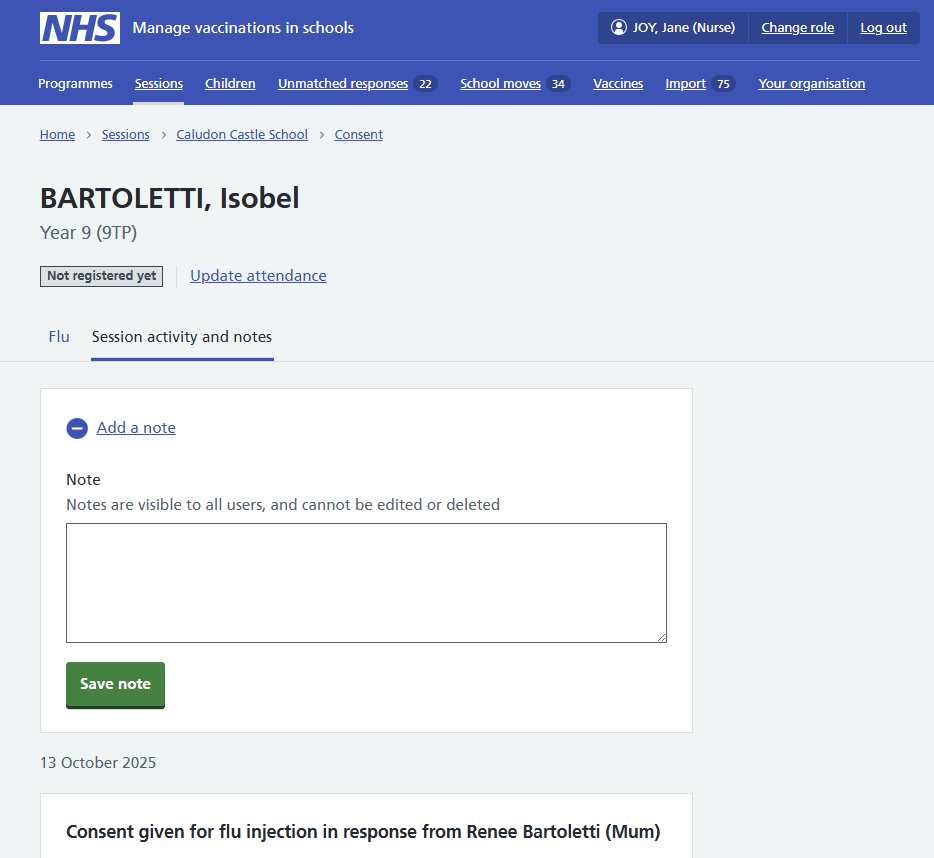 NHS Manage vaccinations in schools JOY, Jane (Nurse) Change role Log out
Programmes Sessions Children Unmatched responses 22 School moves 34 Vaccines Import 75 Your organisation
Home › Sessions › Caludon Castle School › Consent
BARTOLETTI, Isobel
Year 9 (9TP)
Not registered yet Update attendance
Flu Session activity and notes
Add a note
Note
Notes are visible to all users, and cannot be edited or deleted
Save note
13 October 2025
Consent given for flu injection in response from Renee Bartoletti (Mum)